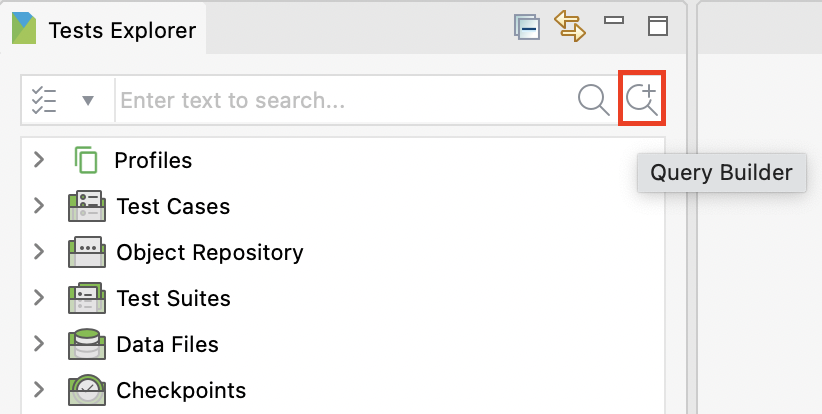 Tests Explorer
Enter text to search...
Query Builder
Profiles
Test Cases
Object Repository
Test Suites
Data Files
Checkpoints